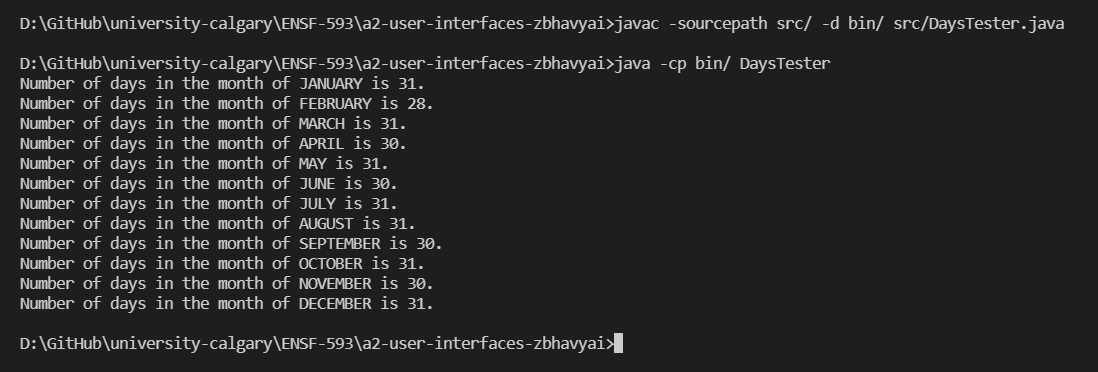 D:\GitHub\university-calgary\ENSF-593\a2-user-interfaces-zbhavyai>javac -sourcepath src/ -d bin/ src/DaysTester.java
D:\GitHub\university-calgary\ENSF-593\a2-user-interfaces-zbhavyai>java -cp bin/ DaysTester
Number of days in the month of JANUARY is 31.
Number of days in the month of FEBRUARY is 28.
Number of days in the month of MARCH is 31.
Number of days in the month of APRIL is 30.
Number of days in the month of MAY is 31.
Number of days in the month of JUNE is 30.
Number of days in the month of JULY is 31.
Number of days in the month of AUGUST is 31.
Number of days in the month of SEPTEMBER is 30.
Number of days in the month of OCTOBER is 31.
Number of days in the month of NOVEMBER is 30.
Number of days in the month of DECEMBER is 31.
D:\GitHub\university-calgary\ENSF-593\a2-user-interfaces-zbhavyai>